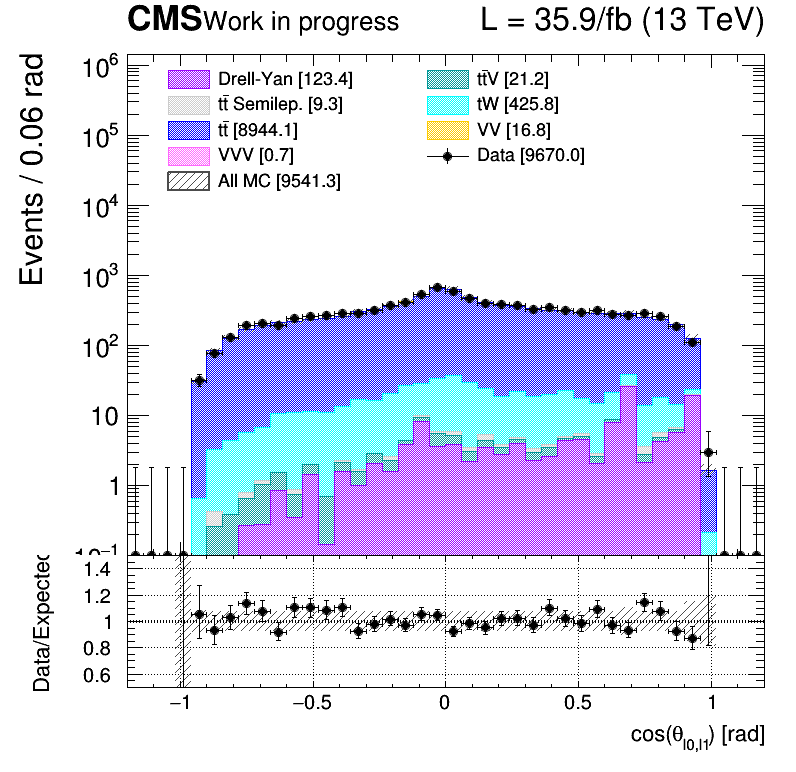 CMS Work in progress L = 35.9/fb (13 TeV)
Events / 0.06 rad
10⁶
10⁵
10⁴
10³
10²
10
1
10⁻¹
Drell-Yan [123.4]
tt̄ Semilep. [9.3]
tt̄ [8944.1]
VVV [0.7]
All MC [9541.3]
tt̄V [21.2]
tW [425.8]
VV [16.8]
Data [9670.0]
Data/Expected
1.4
1.2
1
0.8
0.6
−1 −0.5 0 0.5 1
cos(θ_l0,l1) [rad]